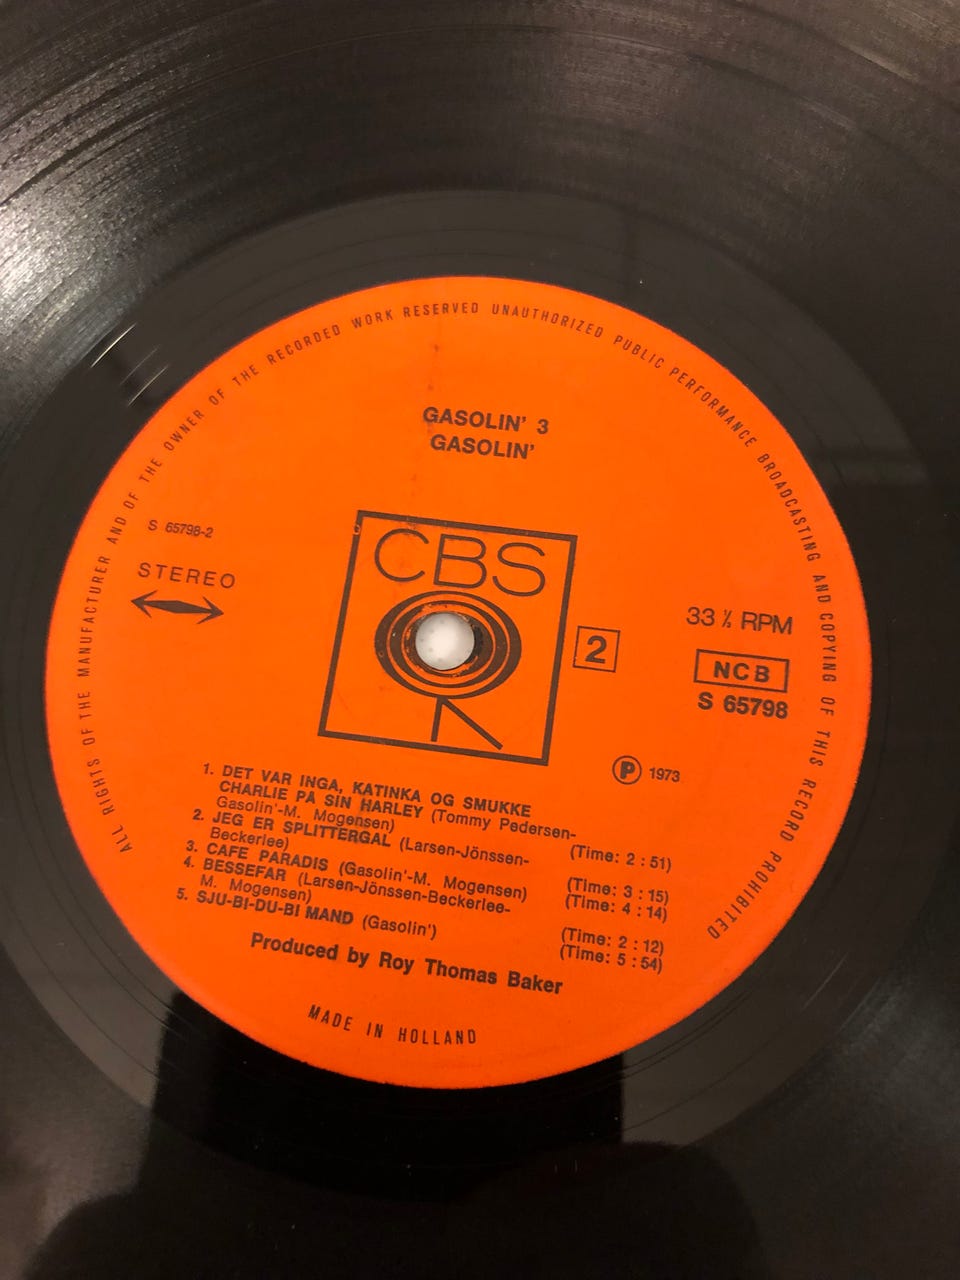 ALL RIGHTS OF THE MANUFACTURER AND OF THE OWNER OF THE RECORDED WORK RESERVED UNAUTHORIZED PUBLIC PERFORMANCE BROADCASTING AND COPYING OF THIS RECORD PROHIBITED
GASOLIN' 3
GASOLIN'
S 65798-2
STEREO
CBS
2
33 ⅓ RPM
NCB
S 65798
Ⓟ 1973
1. DET VAR INGA, KATINKA OG SMUKKE
CHARLIE PÅ SIN HARLEY (Tommy Pedersen-
Gasolin'-M. Mogensen) (Time: 2 : 51)
2. JEG ER SPLITTERGAL (Larsen-Jönssen-
Beckerlee) (Time: 3 : 15)
3. CAFE PARADIS (Gasolin'-M. Mogensen) (Time: 4 : 14)
4. BESSEFAR (Larsen-Jönssen-Beckerlee-
M. Mogensen) (Time: 2 : 12)
5. SJU-BI-DU-BI MAND (Gasolin') (Time: 5 : 54)
Produced by Roy Thomas Baker
MADE IN HOLLAND